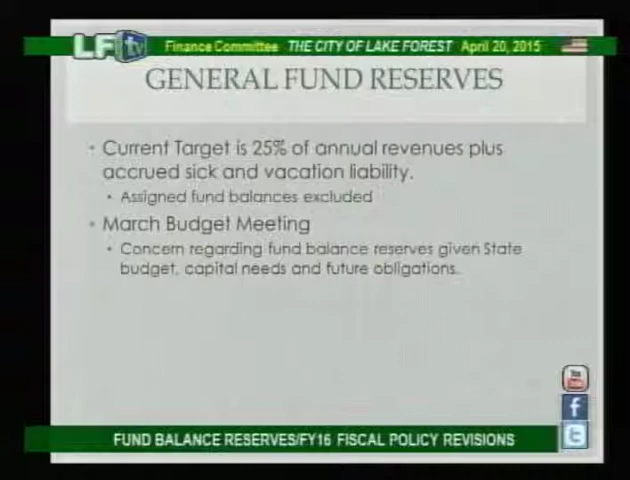 LF tv Finance Committee THE CITY OF LAKE FOREST April 20, 2015
GENERAL FUND RESERVES
• Current Target is 25% of annual revenues plus
accrued sick and vacation liability.
• Assigned fund balances excluded
• March Budget Meeting
• Concern regarding fund balance reserves given State
budget, capital needs and future obligations.
You
f
t
FUND BALANCE RESERVES/FY16 FISCAL POLICY REVISIONS